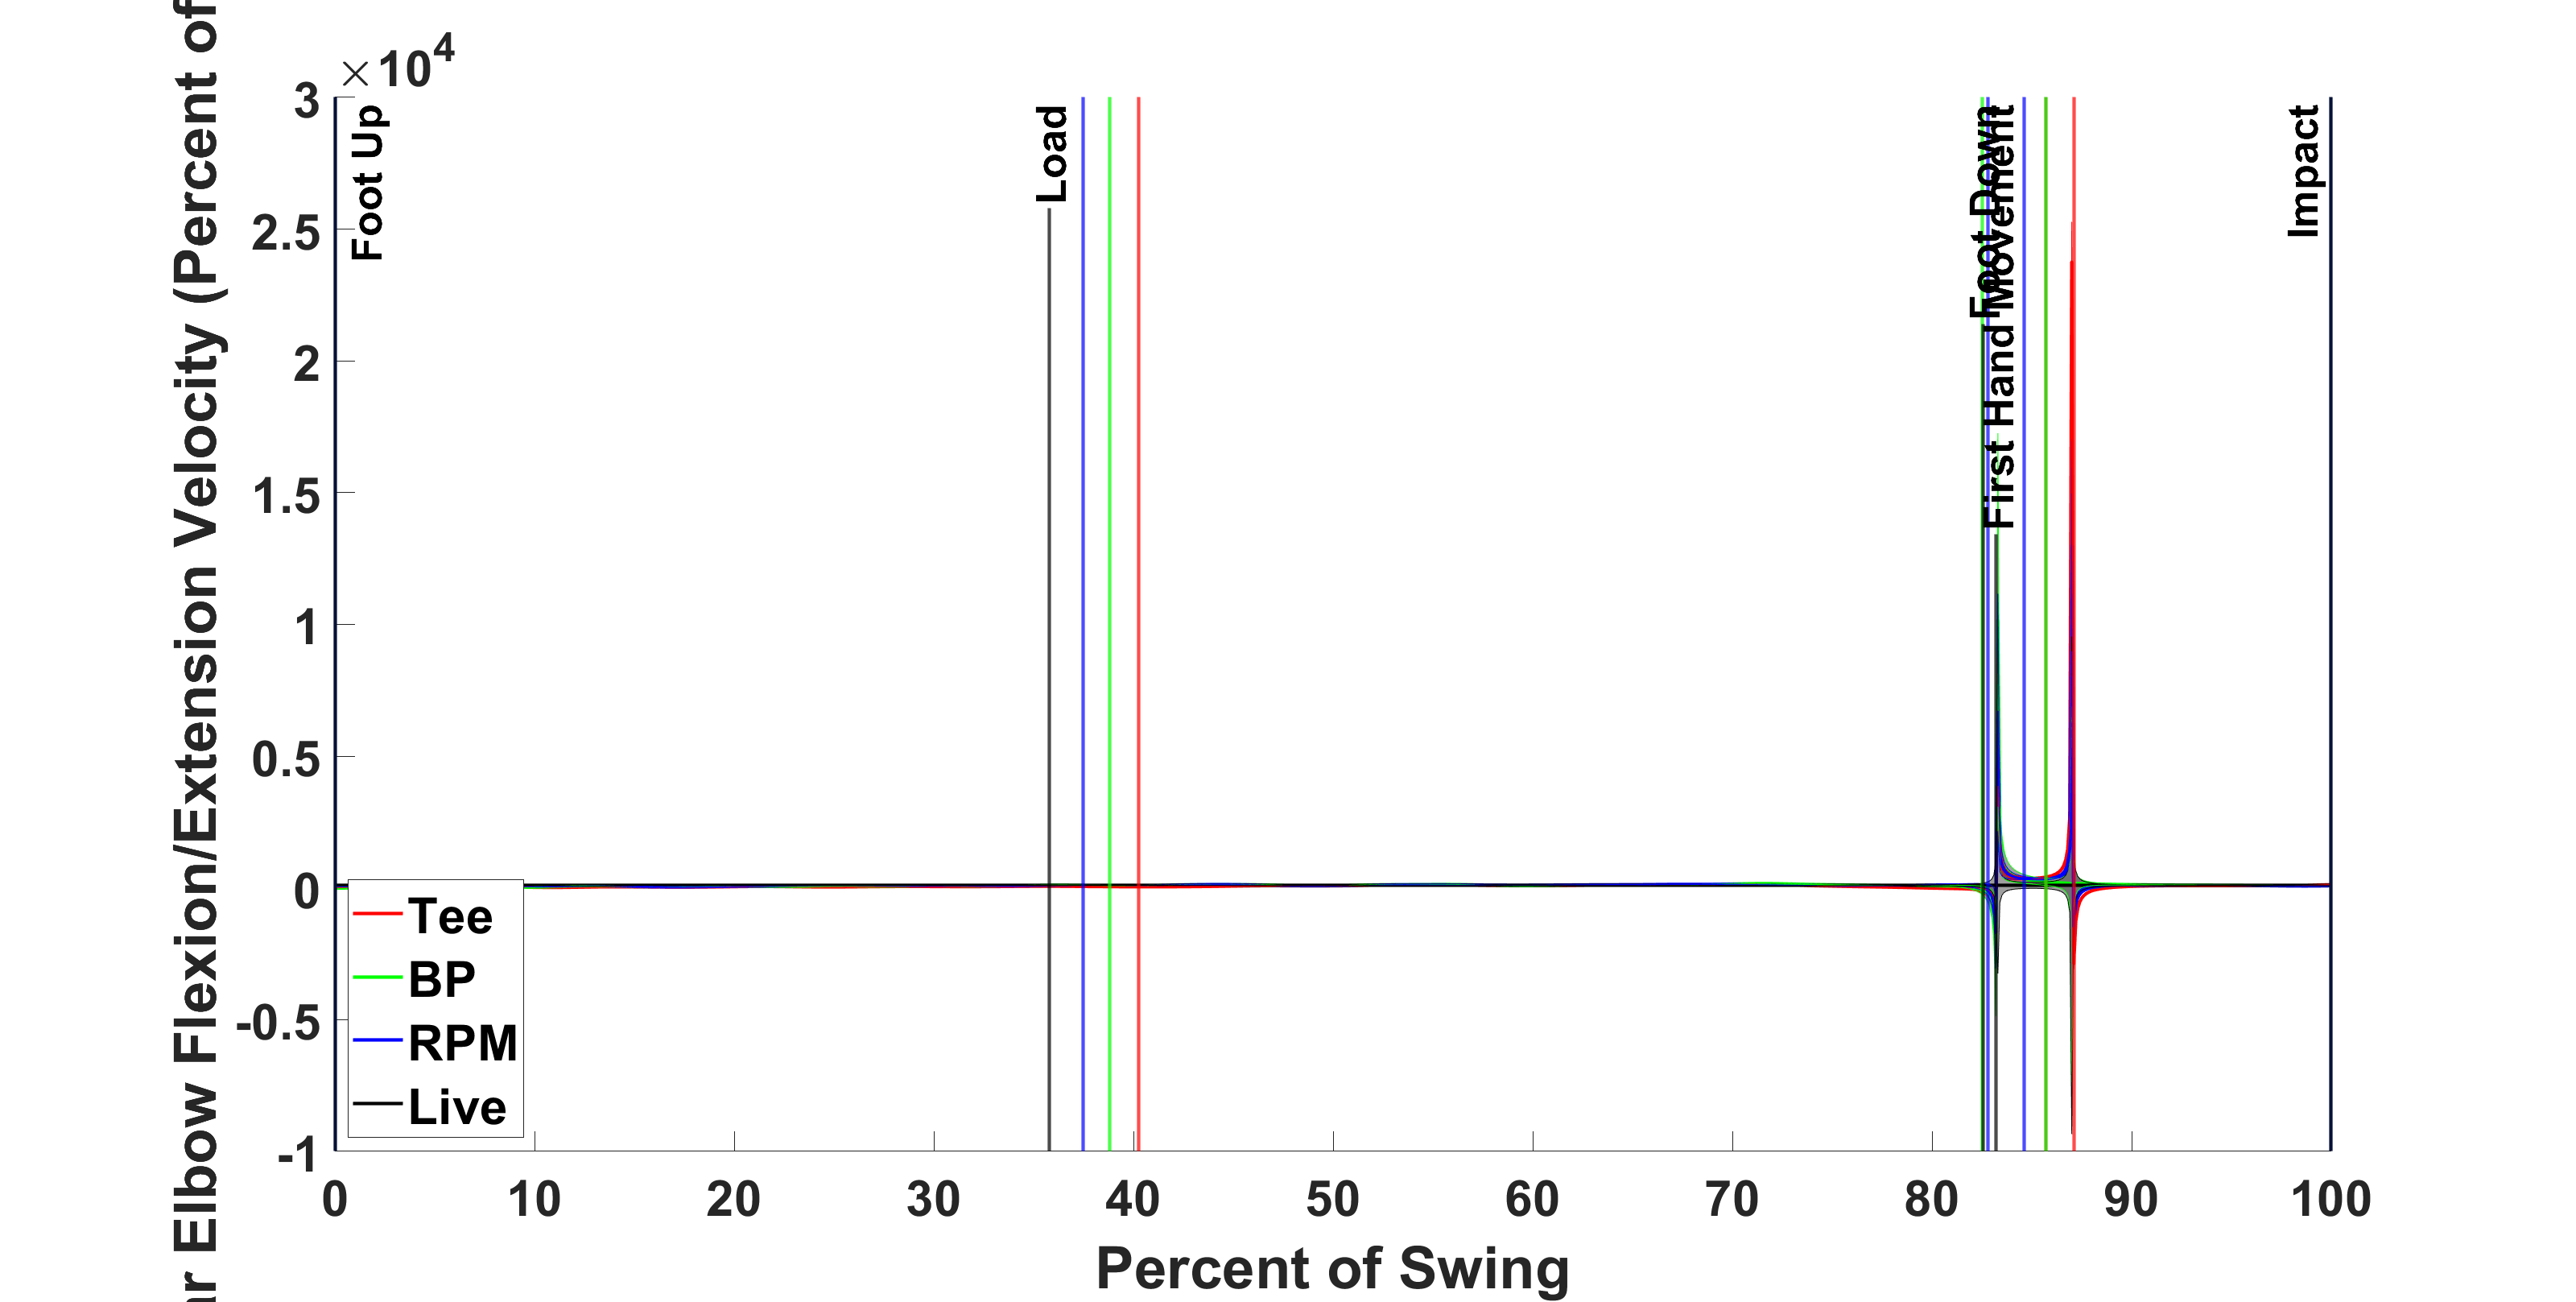 ×10^4
3
2.5
2
1.5
1
0.5
0
-0.5
-1
Elbow Flexion/Extension Velocity (Percent of
Foot Up
Load
Foot Down
First Hand Movement
Impact
Tee
BP
RPM
Live
0 10 20 30 40 50 60 70 80 90 100
Percent of Swing